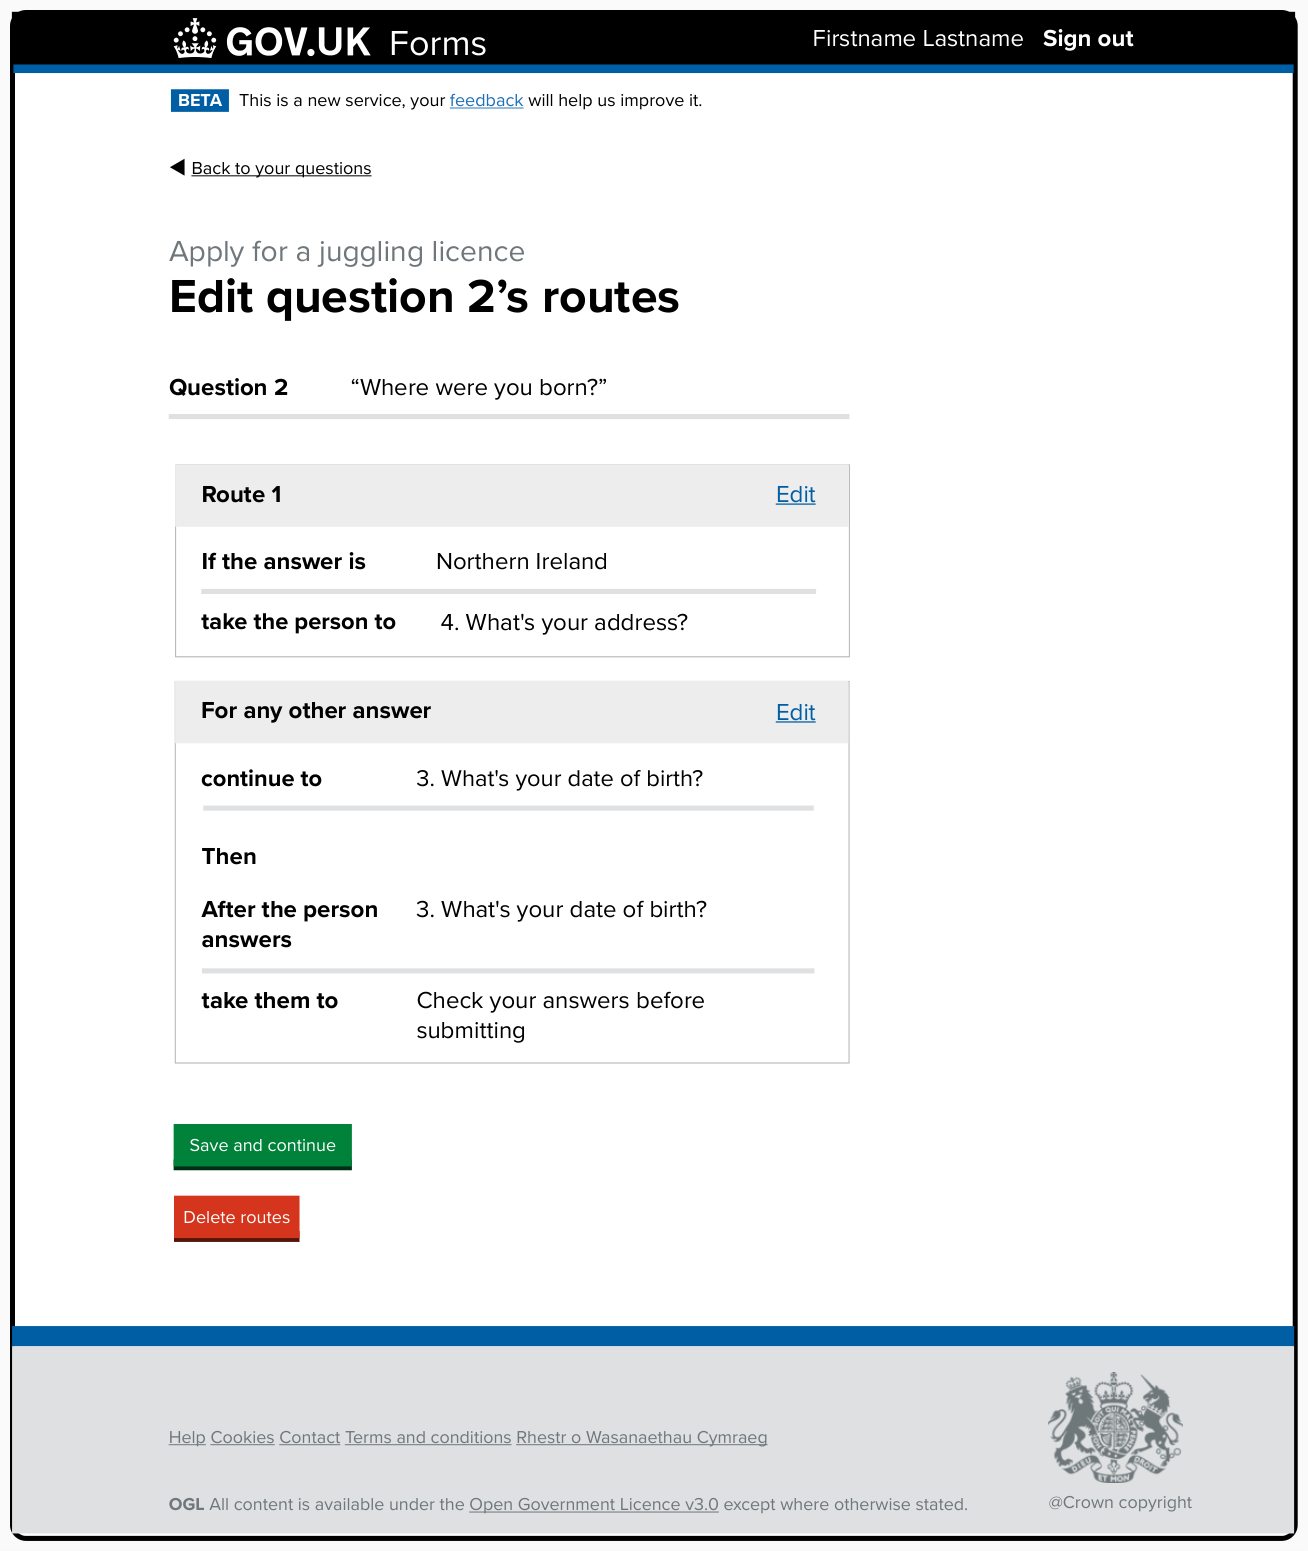 GOV.UK Forms Firstname Lastname Sign out
BETA This is a new service, your feedback will help us improve it.
Back to your questions
Apply for a juggling licence
Edit question 2’s routes
Question 2 “Where were you born?”
Route 1 Edit
If the answer is Northern Ireland
take the person to 4. What's your address?
For any other answer Edit
continue to 3. What's your date of birth?
Then
After the person 3. What's your date of birth?
answers
take them to Check your answers before
submitting
Save and continue
Delete routes
Help Cookies Contact Terms and conditions Rhestr o Wasanaethau Cymraeg
OGL All content is available under the Open Government Licence v3.0 except where otherwise stated.
DIEU ET MON DROIT
@Crown copyright